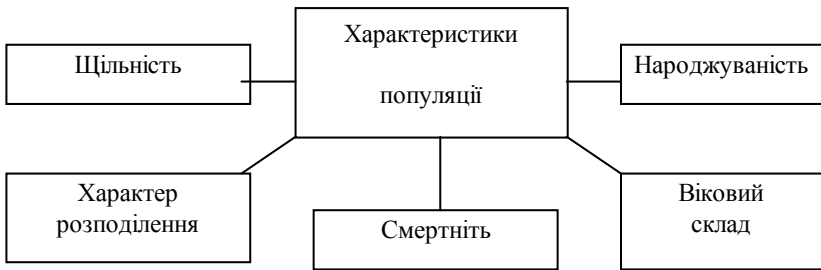 Характеристики
популяції
Щільність
Народжуваність
Характер
розподілення
Смертніть
Віковий
склад